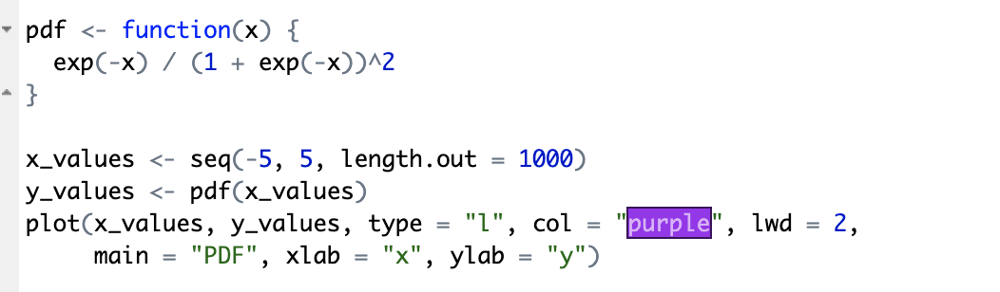 pdf <- function(x) {
  exp(-x) / (1 + exp(-x))^2
}
x_values <- seq(-5, 5, length.out = 1000)
y_values <- pdf(x_values)
plot(x_values, y_values, type = "l", col = "purple", lwd = 2,
     main = "PDF", xlab = "x", ylab = "y")